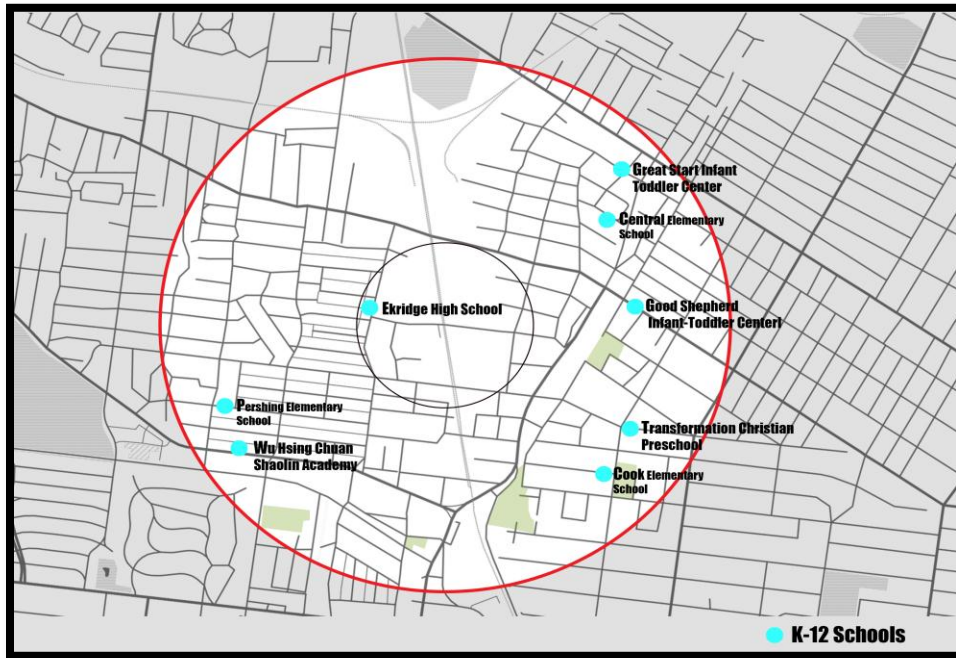 Great Start Infant
Toddler Center
Central Elementary
School
Ekridge High School
Good Shepherd
Infant-Toddler Centerl
Pershing Elementary
School
Transformation Christian
Preschool
Wu Hsing Chuan
Shaolin Academy
Cook Elementary
School
K-12 Schools